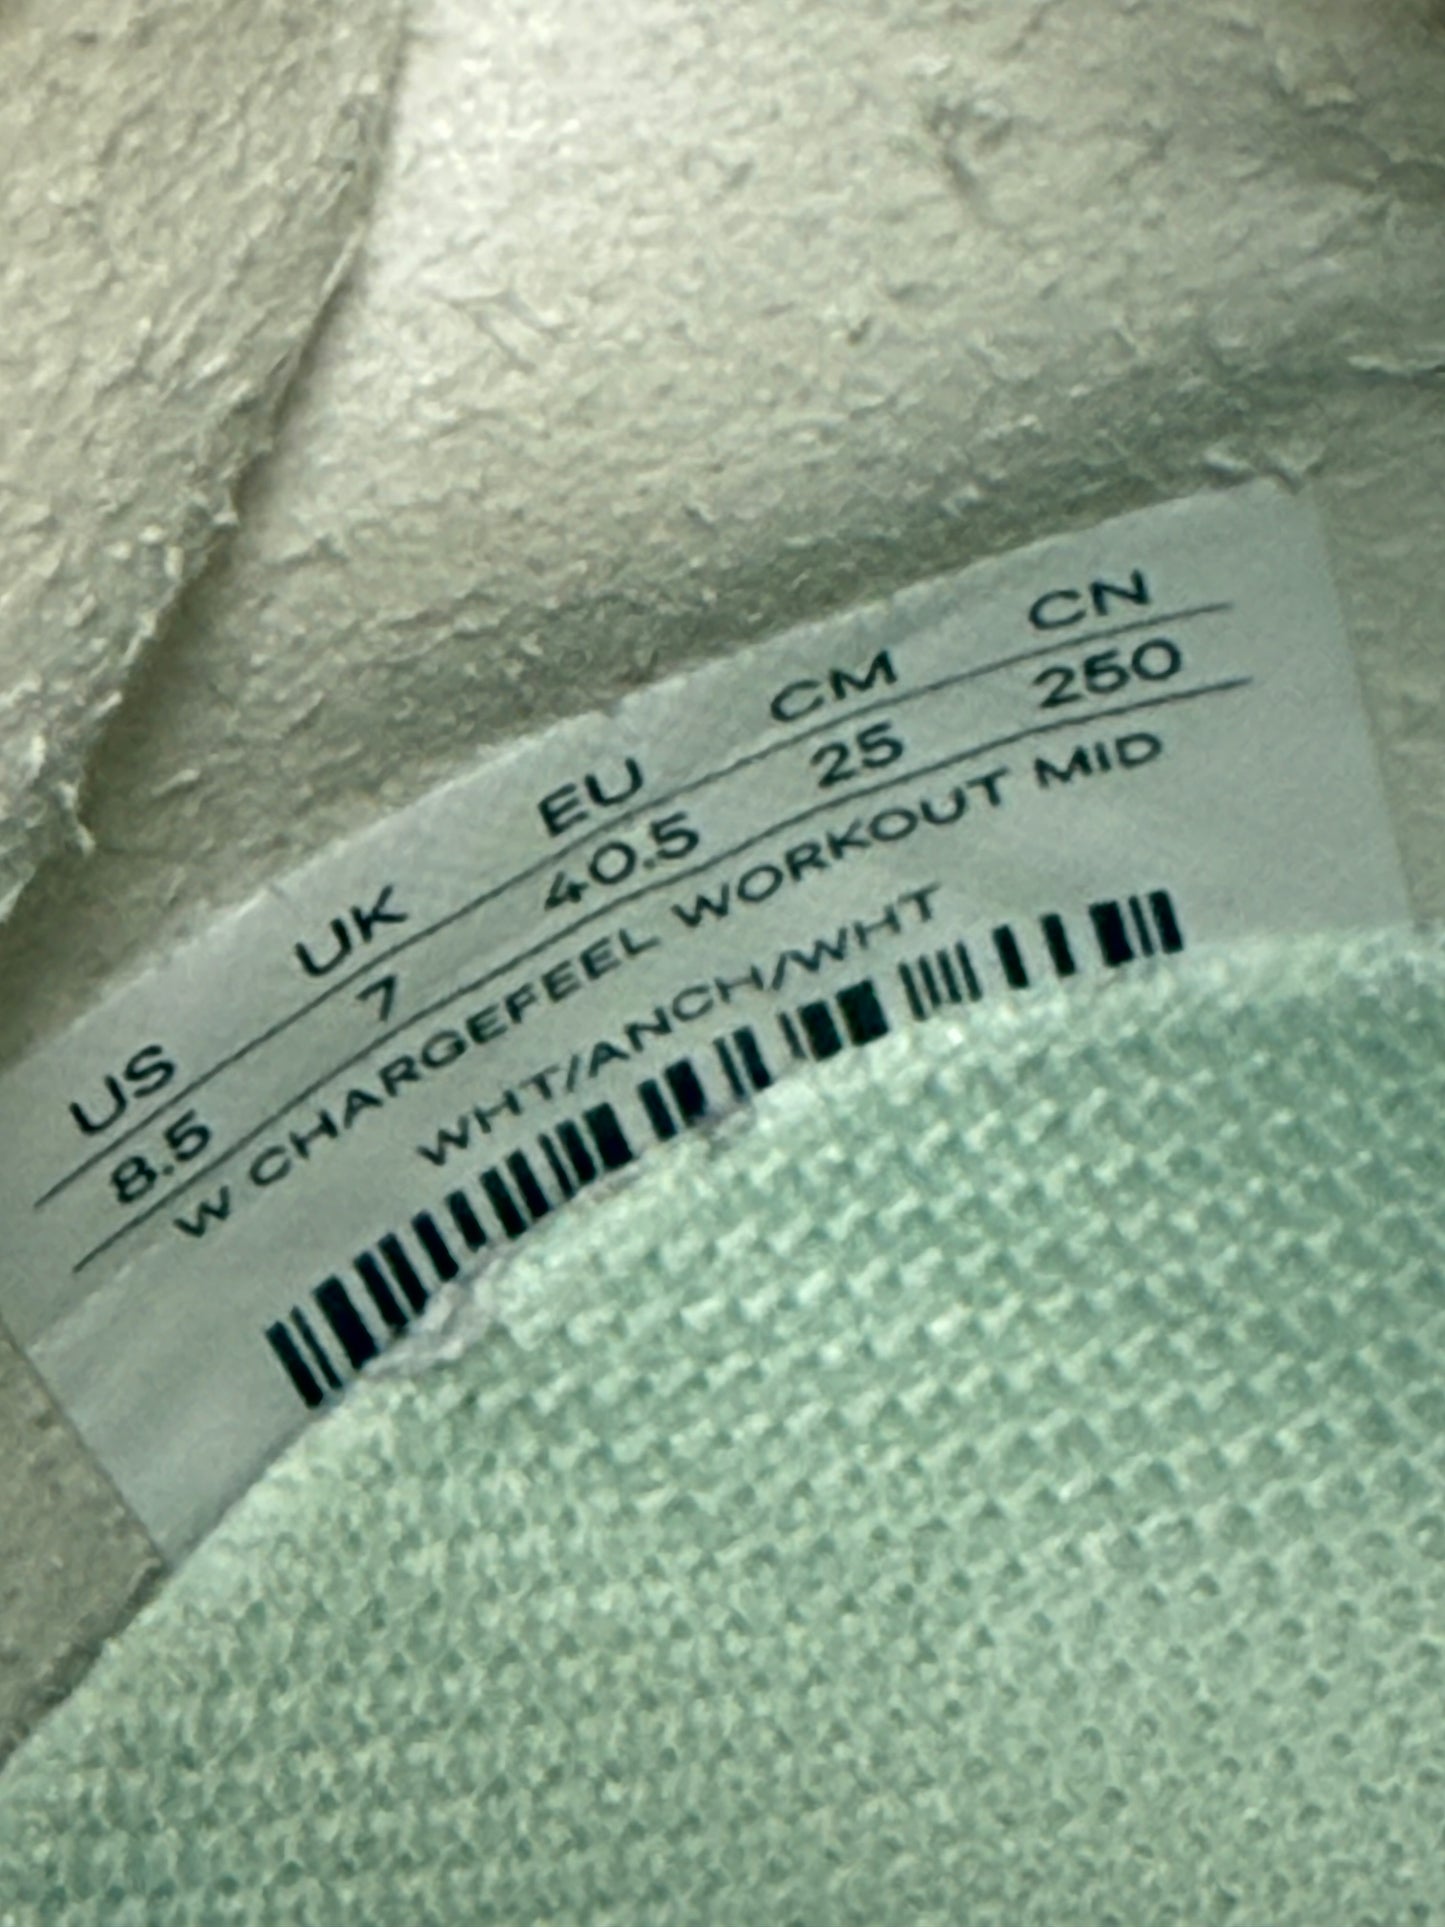 US UK EU CM CN
8.5 7 40.5 25 250
W CHARGEFEEL WORKOUT MID
WHT/ANCH/WHT